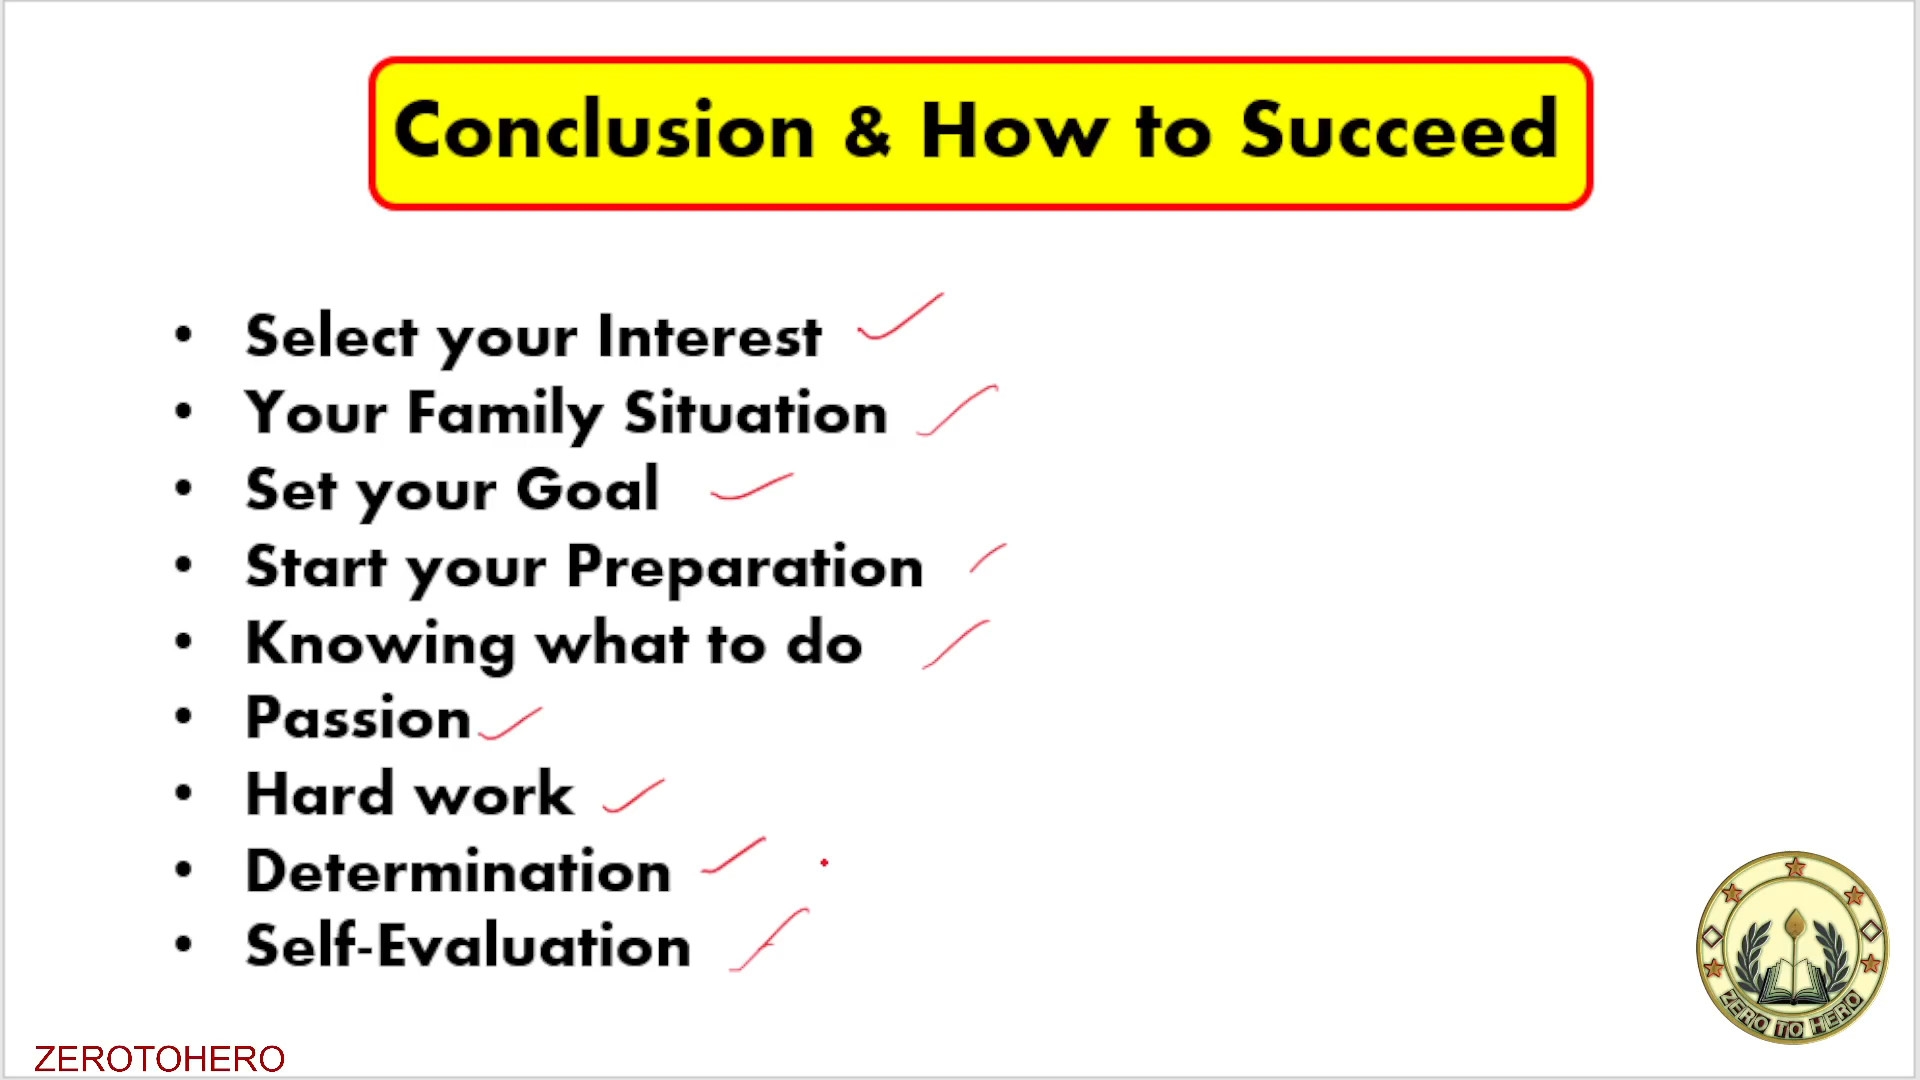 Conclusion & How to Succeed
• Select your Interest
• Your Family Situation
• Set your Goal
• Start your Preparation
• Knowing what to do
• Passion
• Hard work
• Determination
• Self-Evaluation
ZERO TO HERO
ZEROTOHERO